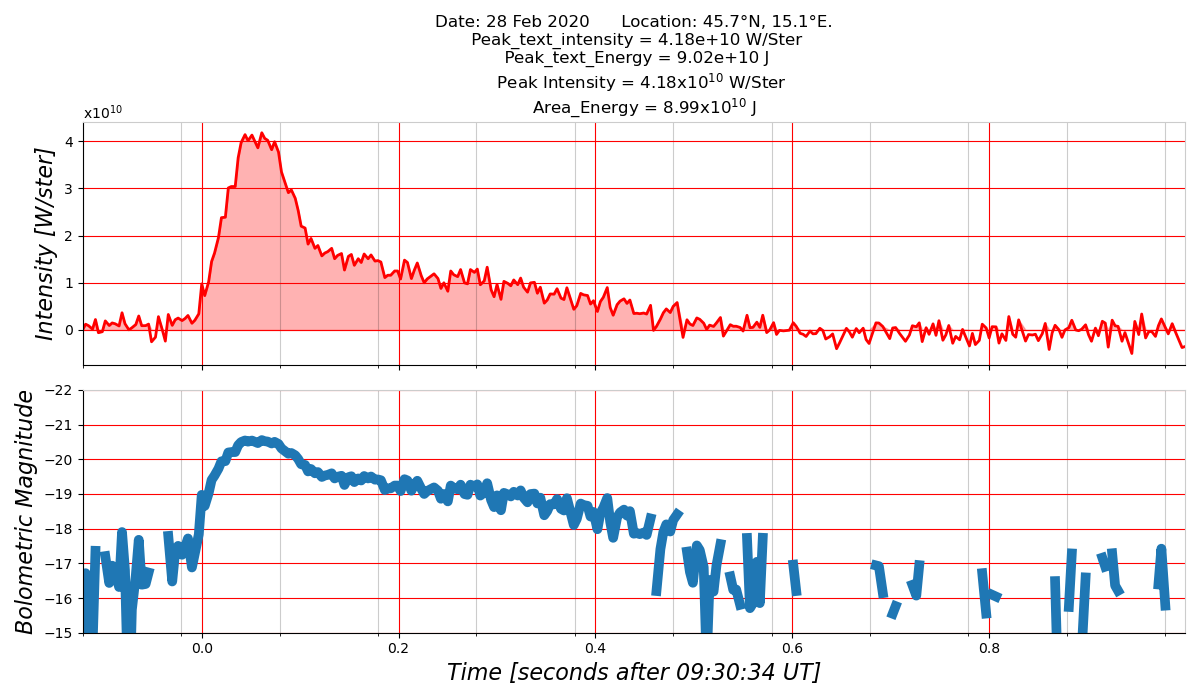 Date: 28 Feb 2020 Location: 45.7°N, 15.1°E.
Peak_text_intensity = 4.18e+10 W/Ster
Peak_text_Energy = 9.02e+10 J
Peak Intensity = 4.18x10¹⁰ W/Ster
Area_Energy = 8.99x10¹⁰ J
x10¹⁰
Intensity [W/ster]
4
3
2
1
0
Bolometric Magnitude
−22
−21
−20
−19
−18
−17
−16
−15
0.0 0.2 0.4 0.6 0.8
Time [seconds after 09:30:34 UT]